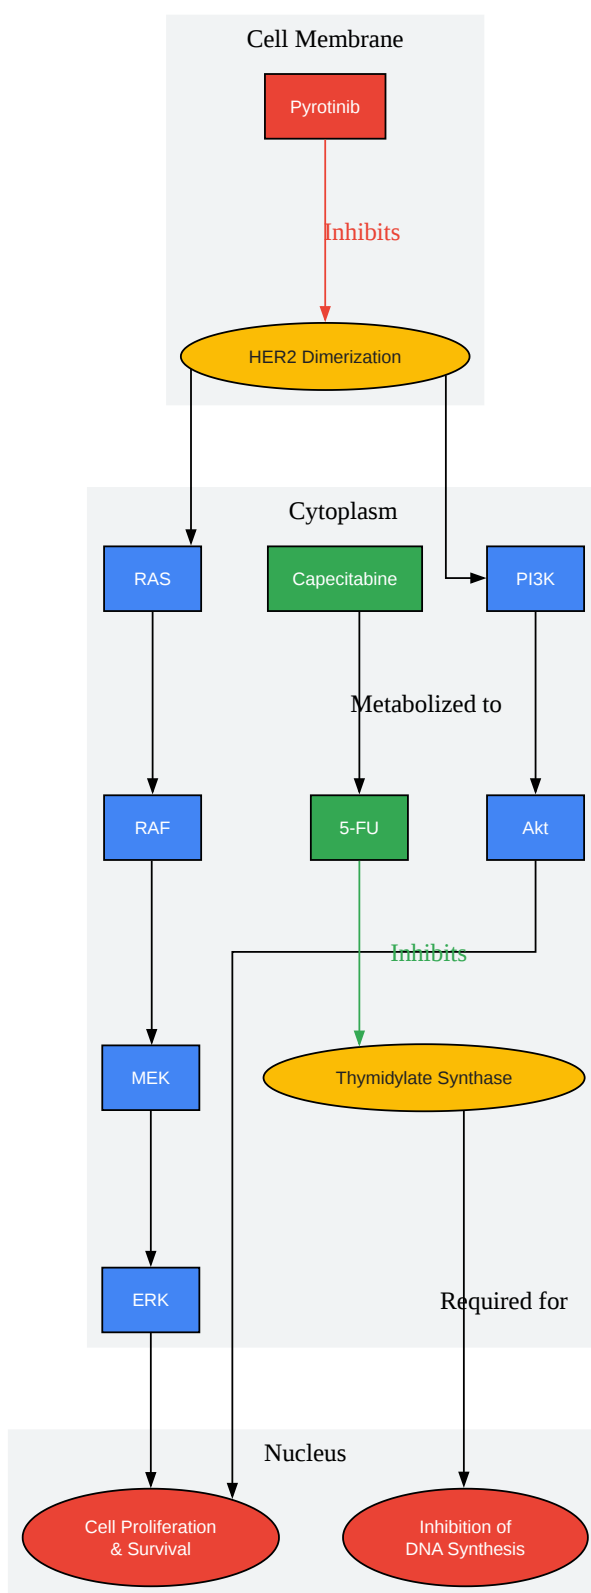 Cell Membrane
Pyrotinib
Inhibits
HER2 Dimerization
Cytoplasm
RAS
Capecitabine
PI3K
Metabolized to
RAF
5-FU
Akt
Inhibits
MEK
Thymidylate Synthase
ERK
Required for
Nucleus
Cell Proliferation
& Survival
Inhibition of
DNA Synthesis